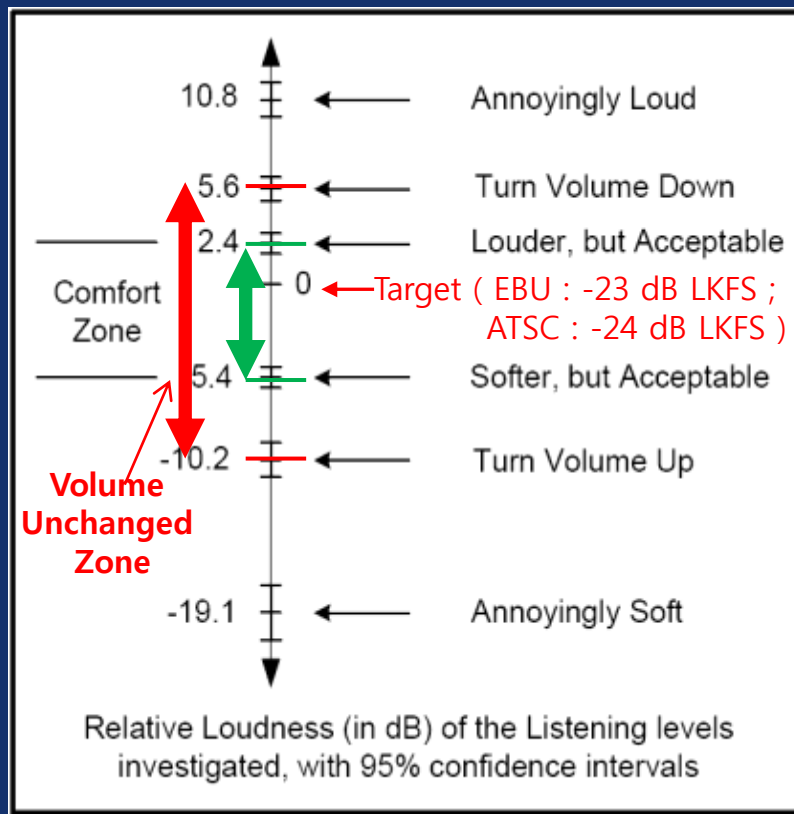 10.8 Annoyingly Loud
5.6 Turn Volume Down
2.4 Louder, but Acceptable
0 Target ( EBU : -23 dB LKFS ;
ATSC : -24 dB LKFS )
Comfort
Zone
5.4 Softer, but Acceptable
-10.2 Turn Volume Up
Volume
Unchanged
Zone
-19.1 Annoyingly Soft
Relative Loudness (in dB) of the Listening levels
investigated, with 95% confidence intervals